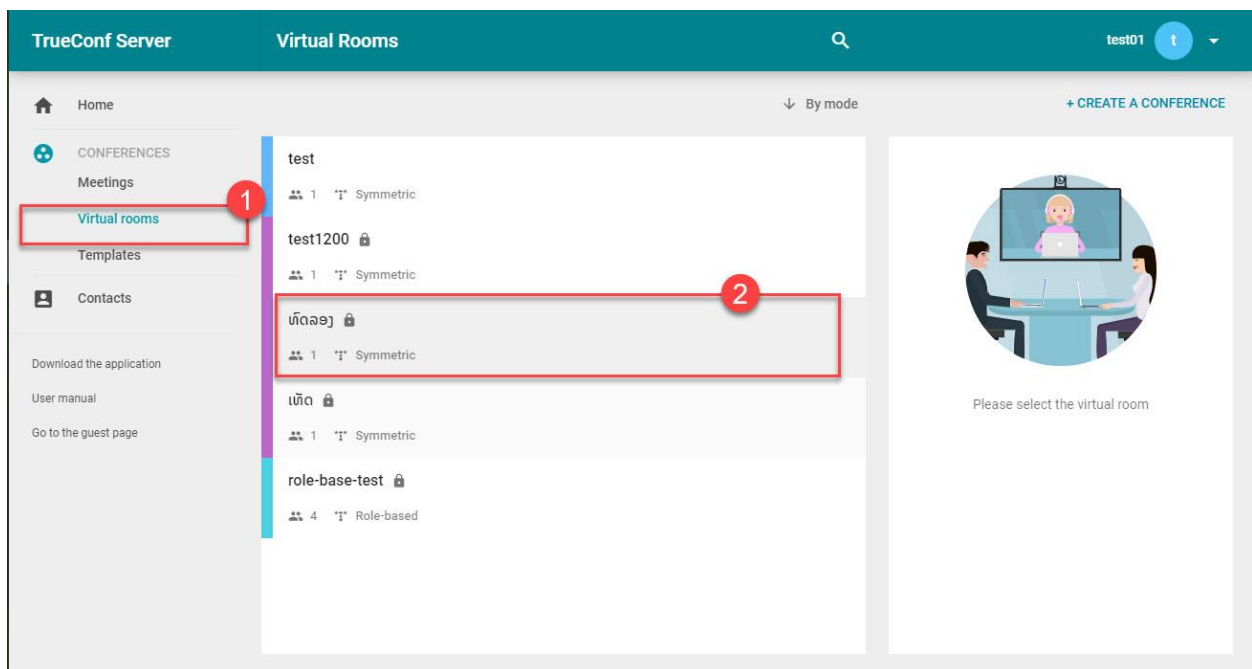 TrueConf Server
Virtual Rooms
test01 t
Home
By mode
+ CREATE A CONFERENCE
CONFERENCES
Meetings
Virtual rooms
Templates
Contacts
Download the application
User manual
Go to the guest page
1
test
1 Symmetric
test1200
1 Symmetric
2
ທົດລອງ
1 Symmetric
ເທັດ
1 Symmetric
role-base-test
4 Role-based
Please select the virtual room